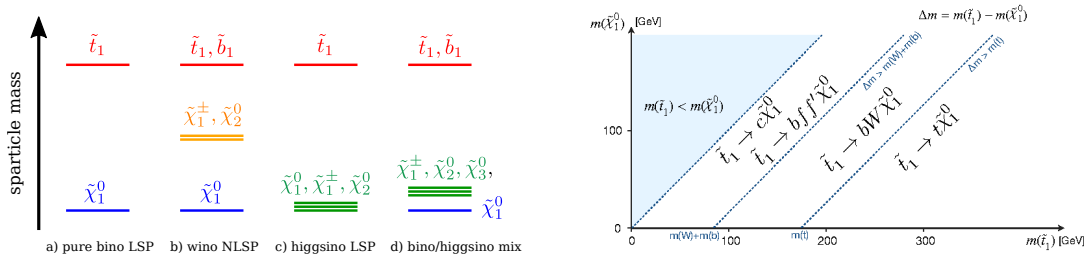 sparticle mass
t̃₁
t̃₁, b̃₁
t̃₁
t̃₁, b̃₁
χ̃₁±, χ̃₂⁰
χ̃₁⁰
χ̃₁⁰
χ̃₁⁰, χ̃₁±, χ̃₂⁰
χ̃₁±, χ̃₂⁰, χ̃₃⁰,
χ̃₁⁰
a) pure bino LSP
b) wino NLSP
c) higgsino LSP
d) bino/higgsino mix
m(χ̃₁⁰) [GeV]
Δm = m(t̃₁) − m(χ̃₁⁰)
m(t̃₁) < m(χ̃₁⁰)
t̃₁ → cχ̃₁⁰
t̃₁ → bff′χ̃₁⁰
Δm > m(W)+m(b)
t̃₁ → bWχ̃₁⁰
Δm > m(t)
t̃₁ → tχ̃₁⁰
100
0
0
m(W)+m(b)
100
m(t)
200
300
m(t̃₁) [GeV]